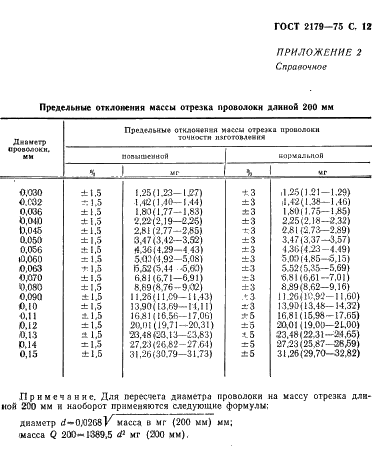 ГОСТ 2179—75 С. 12
ПРИЛОЖЕНИЕ 2
Справочное
Предельные отклонения массы отрезка проволоки длиной 200 мм
Диаметр проволоки, мм
Предельные отклонения массы отрезка проволоки точности изготовления
повышенной нормальной
% мг % мг
0,030 ±1,5 1,25(1,23—1,27) ±3 1,25(1,21—1,29)
0,032 ±1,5 1,42(1,40—1,44) ±3 1,42(1,38—1,46)
0,036 ±1,5 1,80(1,77—1,83) ±3 1,80(1,75—1,85)
0,040 ±1,5 2,22(2,19—2,25) ±3 2,25(2,18—2,32)
0,045 ±1,5 2,81(2,77—2,85) ±3 2,81(2,73—2,89)
0,050 ±1,5 3,47(3,42—3,52) ±3 3,47(3,37—3,57)
0,056 ±1,5 4,36(4,29—4,43) ±3 4,36(4,23—4,49)
0,060 ±1,5 5,00(4,92—5,08) ±3 5,00(4,85—5,15)
0,063 ±1,5 5,52(5,44—5,60) ±3 5,52(5,35—5,69)
0,070 ±1,5 6,81(6,71—6,91) ±3 6,81(6,61—7,01)
0,080 ±1,5 8,89(8,76—9,02) ±3 8,89(8,62—9,16)
0,090 ±1,5 11,26(11,09—11,43) ±3 11,26(10,92—11,60)
0,10 ±1,5 13,90(13,69—14,11) ±3 13,90(13,48—14,32)
0,11 ±1,5 16,81(16,56—17,06) ±5 16,81(15,98—17,65)
0,12 ±1,5 20,01(19,71—20,31) ±5 20,01(19,00—21,00)
0,13 ±1,5 23,48(23,13—23,83) ±5 23,48(22,31—24,65)
0,14 ±1,5 27,23(26,82—27,64) ±5 27,23(25,87—28,59)
0,15 ±1,5 31,26(30,79—31,73) ±5 31,26(29,70—32,82)
Примечание. Для пересчета диаметра проволоки на массу отрезка длиной 200 мм и наоборот применяются следующие формулы:
диаметр d=0,0268√ масса в мг (200 мм) мм;
масса Q 200=1389,5 d² мг (200 мм).